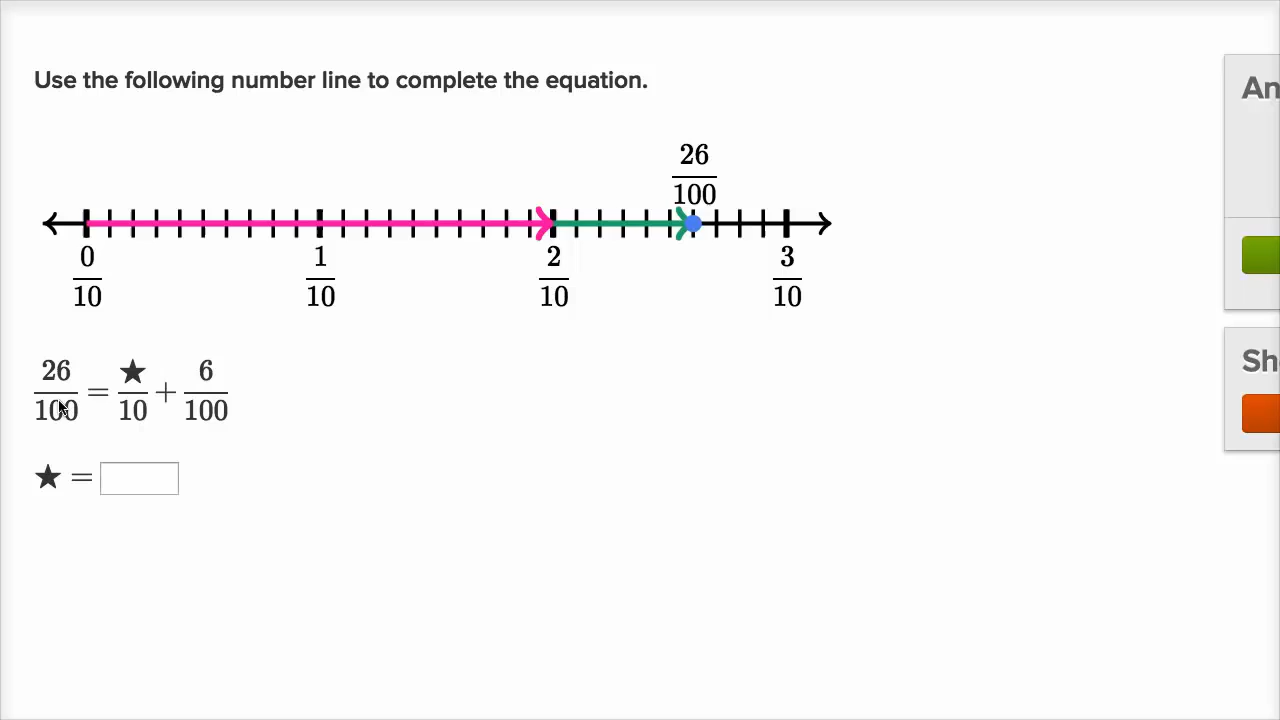 Use the following number line to complete the equation.
26/100
0/10 1/10 2/10 3/10
26/100 = ★/10 + 6/100
★ =
An
Sh